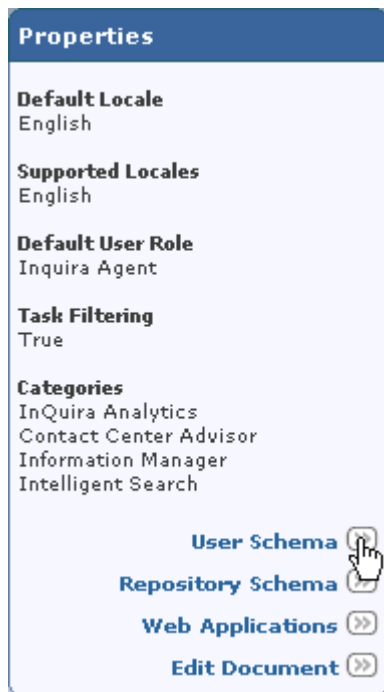 Properties
Default Locale
English
Supported Locales
English
Default User Role
Inquira Agent
Task Filtering
True
Categories
InQuira Analytics
Contact Center Advisor
Information Manager
Intelligent Search
User Schema
Repository Schema
Web Applications
Edit Document